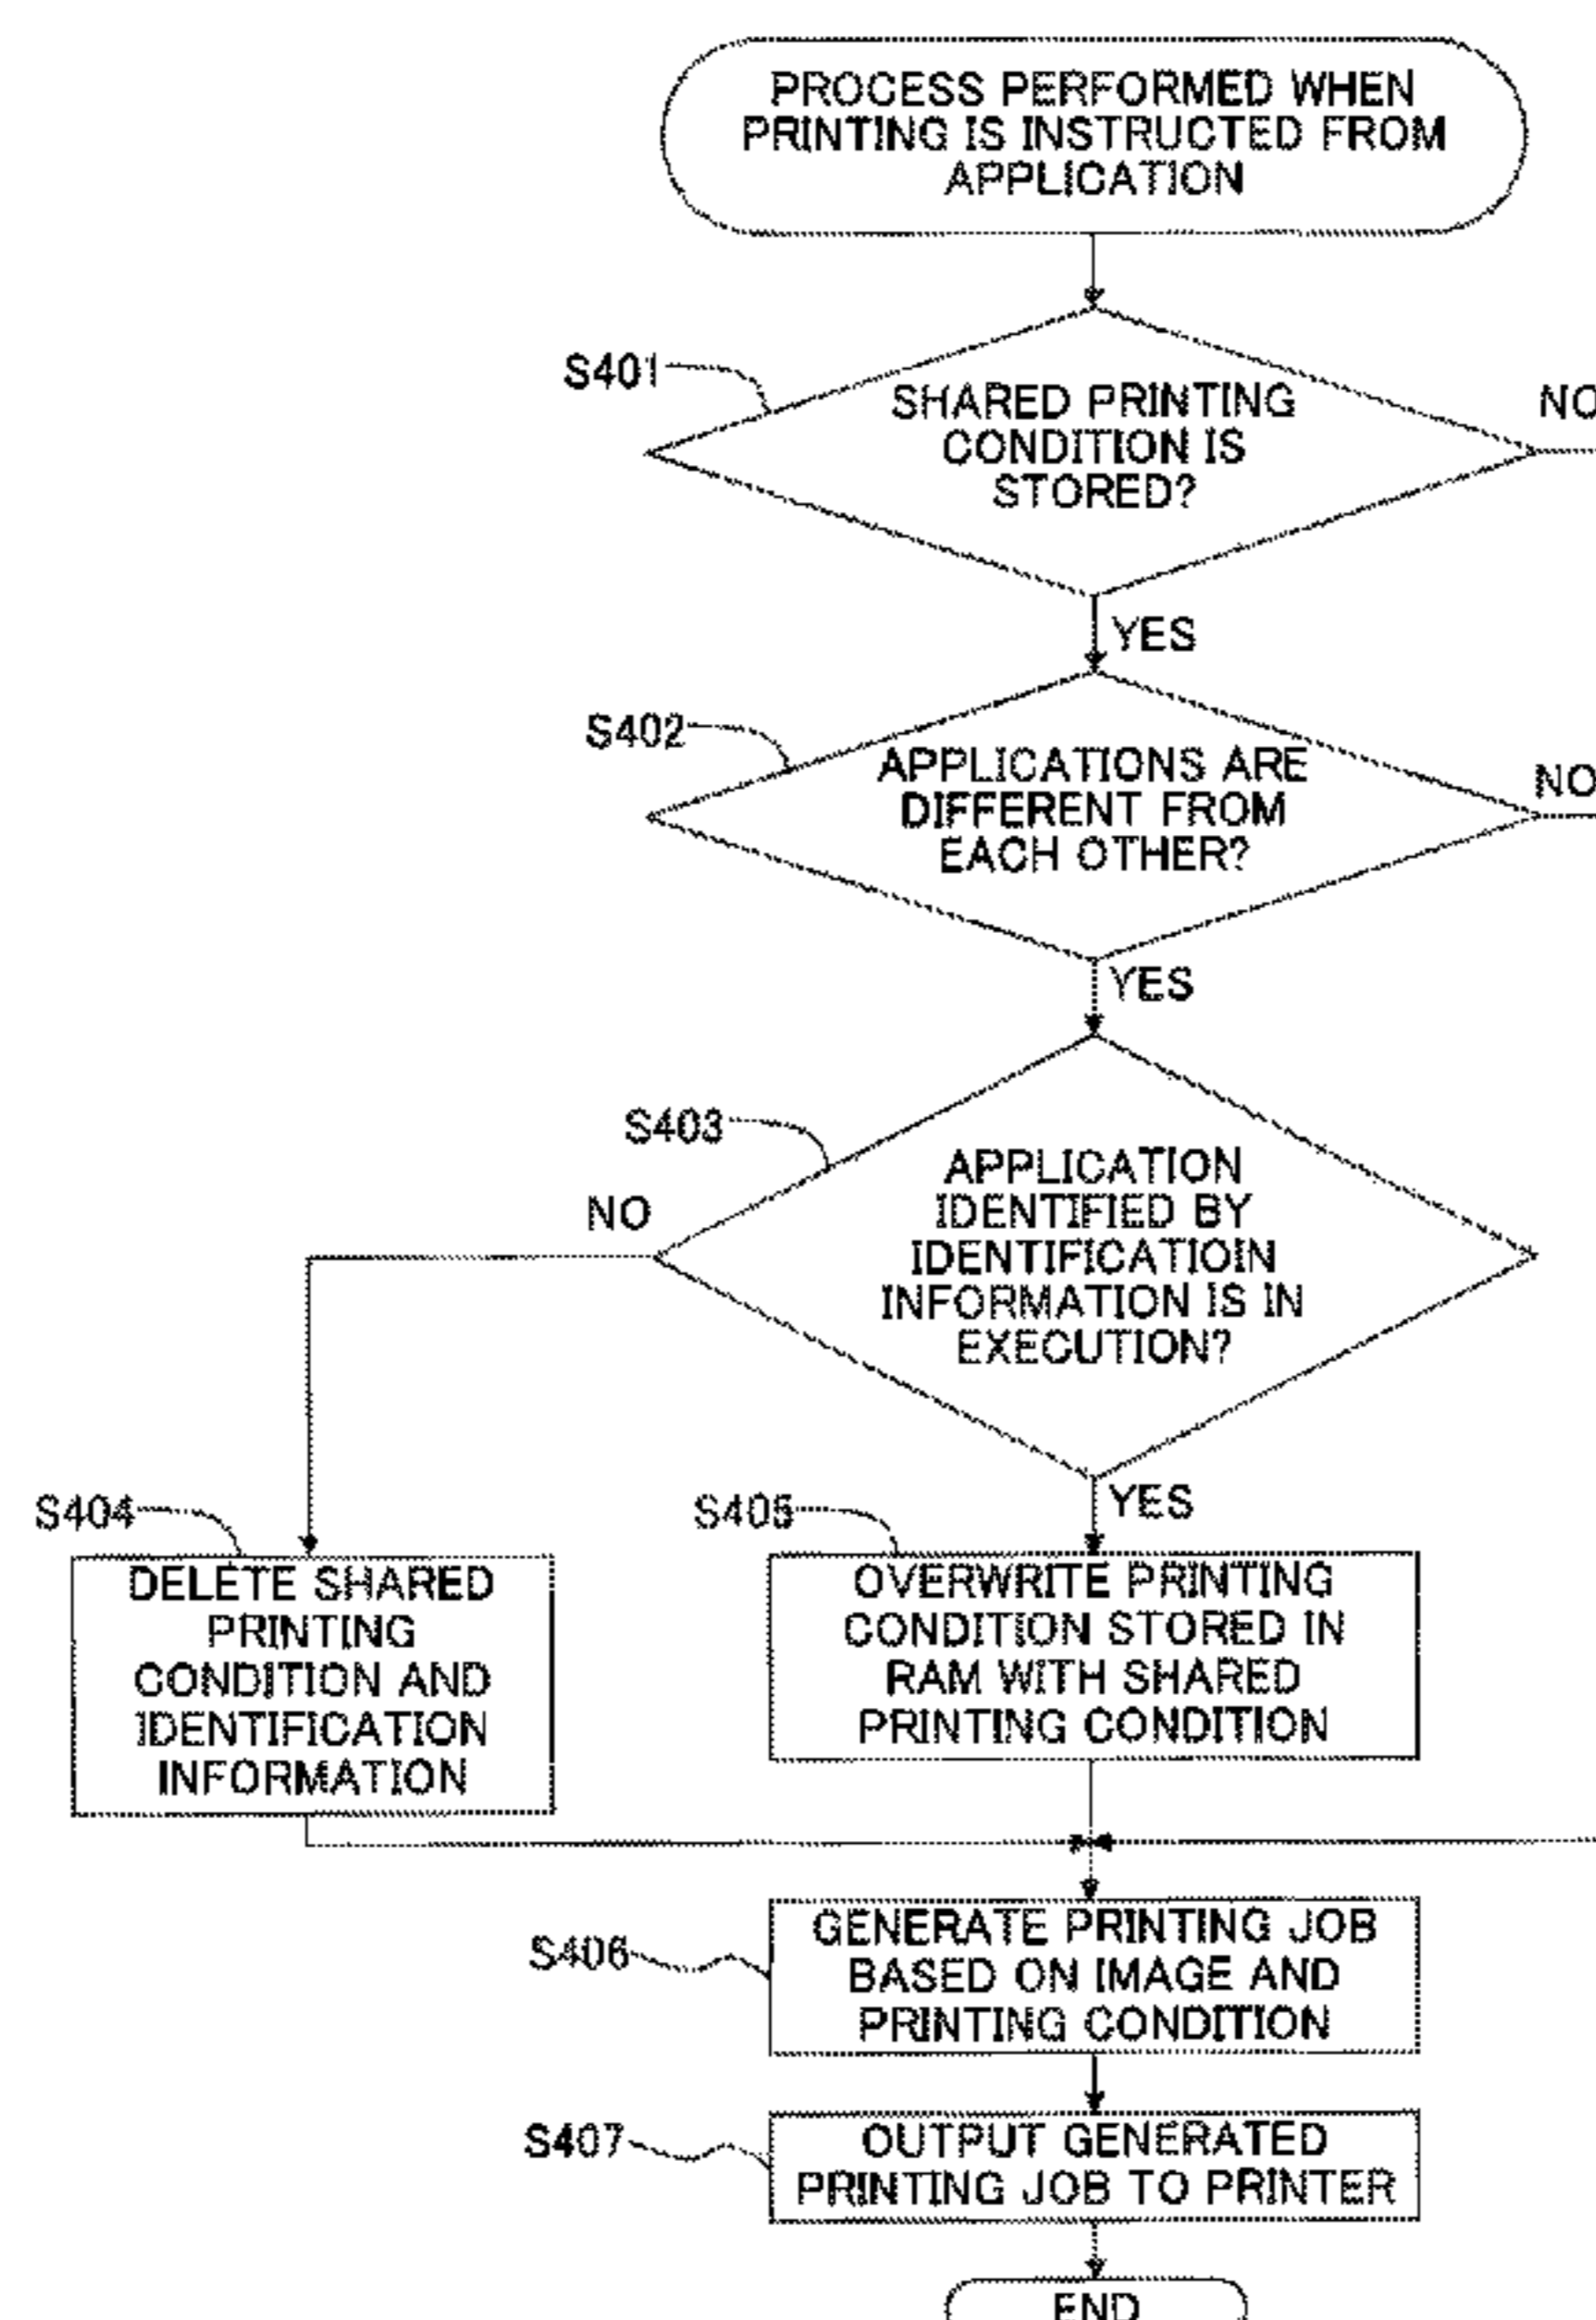 PROCESS PERFORMED WHEN
PRINTING IS INSTRUCTED FROM
APPLICATION
S401
SHARED PRINTING
CONDITION IS
STORED?
NO
YES
S402
APPLICATIONS ARE
DIFFERENT FROM
EACH OTHER?
NO
YES
S403
APPLICATION
IDENTIFIED BY
IDENTIFICATIOIN
INFORMATION IS IN
EXECUTION?
NO
YES
S404
DELETE SHARED
PRINTING
CONDITION AND
IDENTIFICATION
INFORMATION
S405
OVERWRITE PRINTING
CONDITION STORED IN
RAM WITH SHARED
PRINTING CONDITION
S406
GENERATE PRINTING JOB
BASED ON IMAGE AND
PRINTING CONDITION
S407
OUTPUT GENERATED
PRINTING JOB TO PRINTER
END